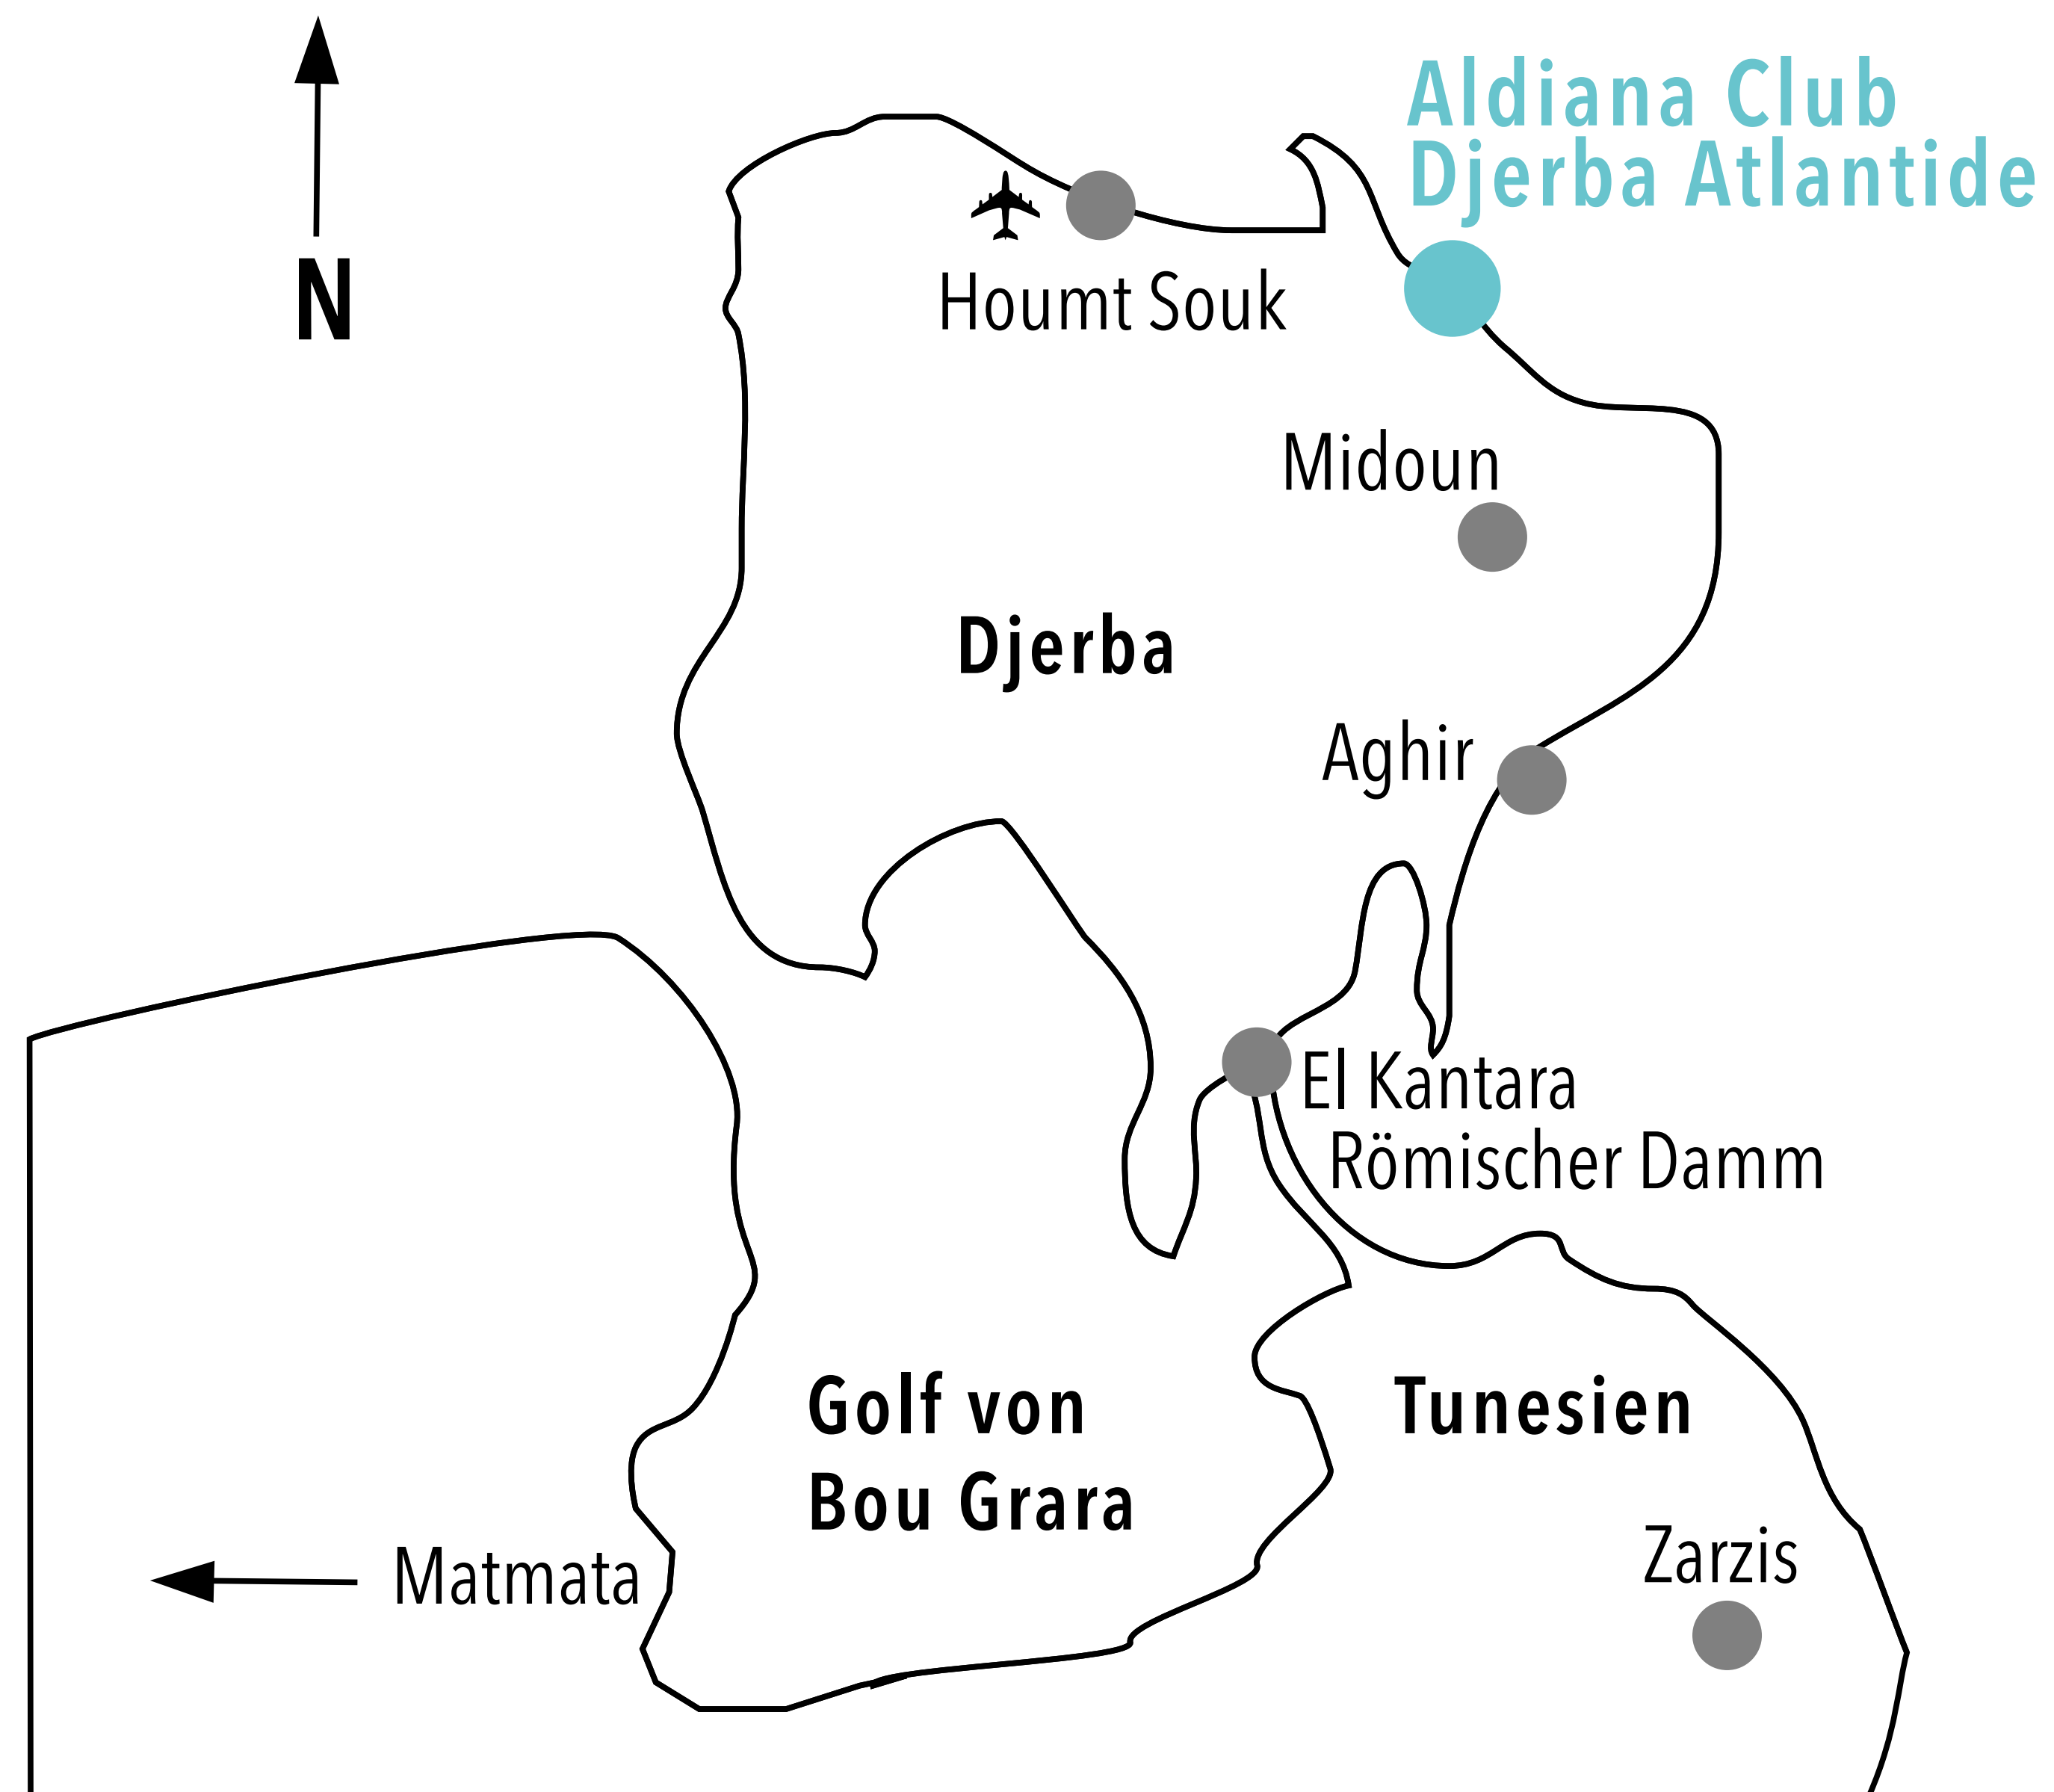 Aldiana Club
Djerba Atlantide
N
Houmt Souk
Midoun
Djerba
Aghir
El Kantara
Römischer Damm
Golf von
Bou Grara
Tunesien
Matmata
Zarzis